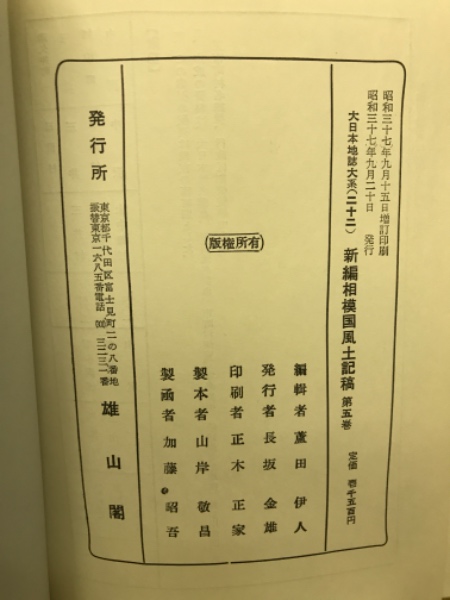 昭和三十七年九月十五日増訂印刷
昭和三十七年九月二十日 発行
大日本地誌大系(二十二) 新編相模国風土記稿 第五巻 定価 壱千五百円
編輯者 蘆田伊人
発行者 長坂金雄
印刷者 正木正家
製本者 山岸敬昌
製函者 加藤昭吾
版権所有
東京都千代田区富士見町二の八番地
振替東京一六八五番電話(331)三二三一番
発行所 雄山閣